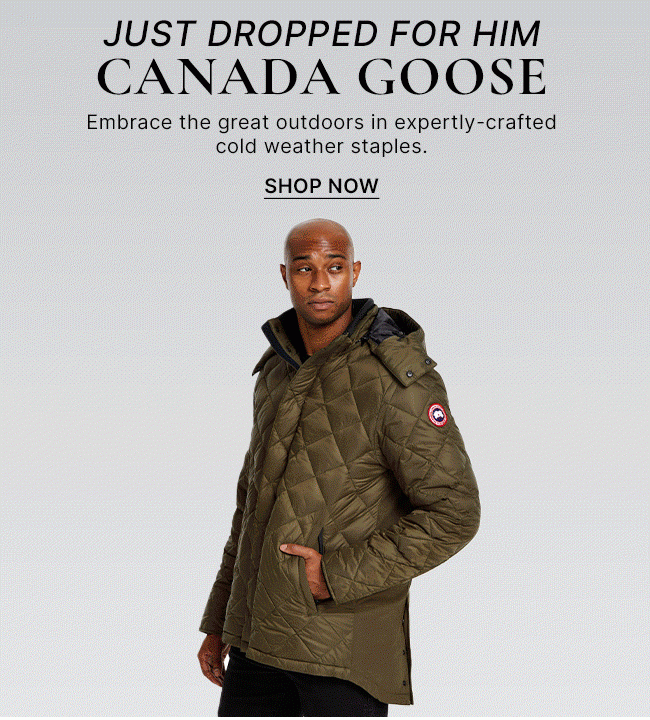 JUST DROPPED FOR HIM
CANADA GOOSE
Embrace the great outdoors in expertly-crafted
cold weather staples.
SHOP NOW